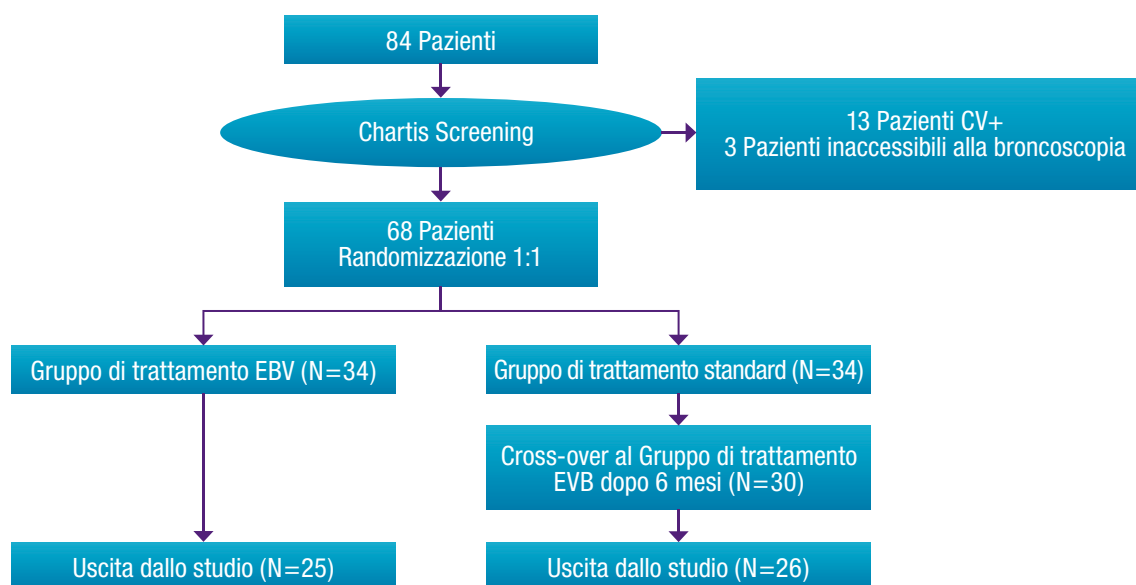 84 Pazienti
Chartis Screening
13 Pazienti CV+
3 Pazienti inaccessibili alla broncoscopia
68 Pazienti
Randomizzazione 1:1
Gruppo di trattamento EBV (N=34)
Gruppo di trattamento standard (N=34)
Cross-over al Gruppo di trattamento
EVB dopo 6 mesi (N=30)
Uscita dallo studio (N=25)
Uscita dallo studio (N=26)